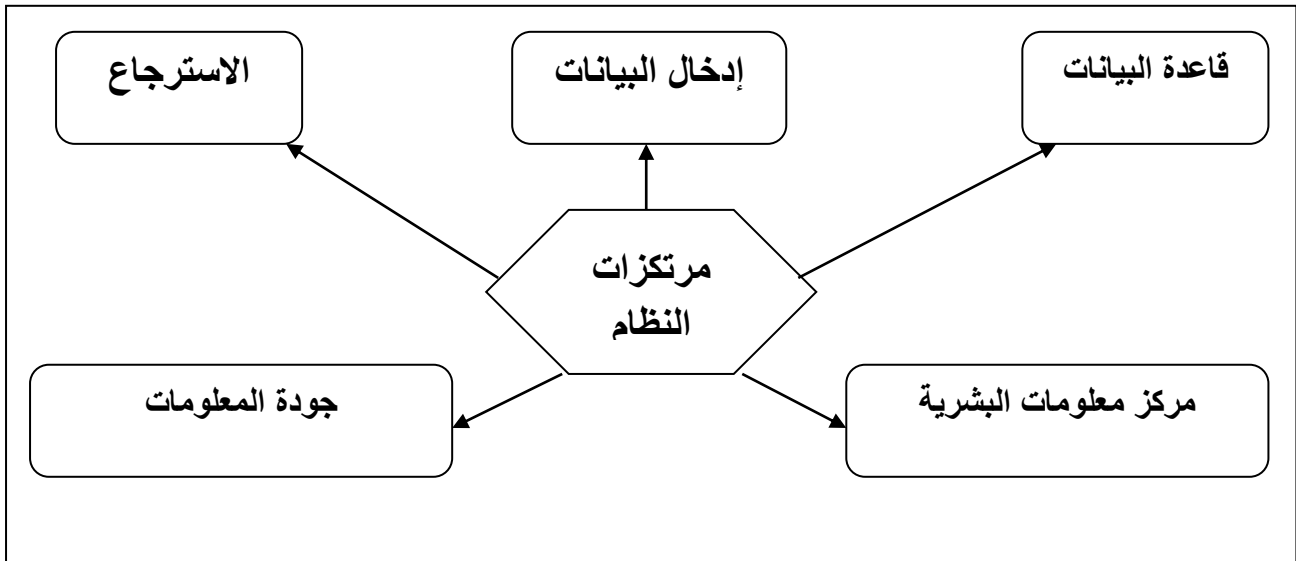 قاعدة البيانات
إدخال البيانات
الاسترجاع
مرتكزات
النظام
مركز معلومات البشرية
جودة المعلومات